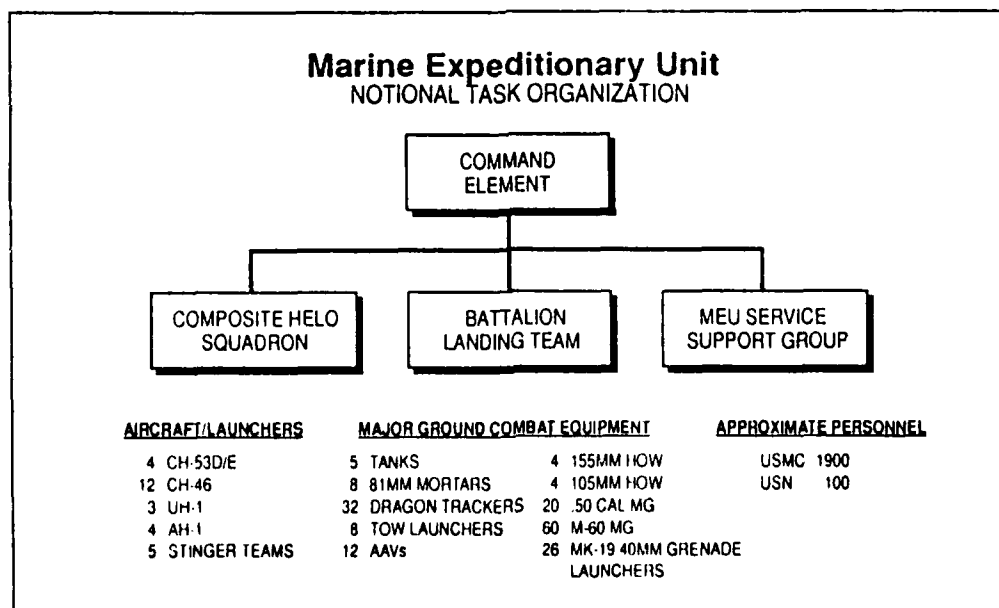 Marine Expeditionary Unit
NOTIONAL TASK ORGANIZATION
COMMAND
ELEMENT
COMPOSITE HELO
SQUADRON
BATTALION
LANDING TEAM
MEU SERVICE
SUPPORT GROUP
AIRCRAFT/LAUNCHERS
4 CH-53D/E
12 CH-46
3 UH-1
4 AH-1
5 STINGER TEAMS
MAJOR GROUND COMBAT EQUIPMENT
5 TANKS
8 81MM MORTARS
32 DRAGON TRACKERS
8 TOW LAUNCHERS
12 AAVs
4 155MM HOW
4 105MM HOW
20 .50 CAL MG
60 M-60 MG
26 MK-19 40MM GRENADE
LAUNCHERS
APPROXIMATE PERSONNEL
USMC 1900
USN 100